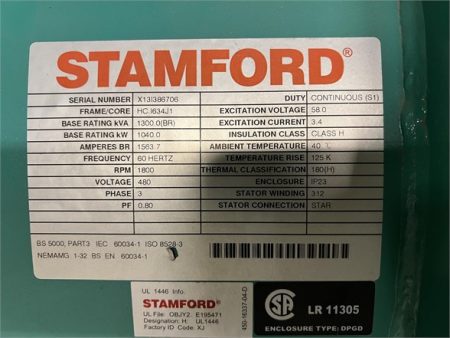 STAMFORD®
SERIAL NUMBER X13I386706 DUTY CONTINUOUS (S1)
FRAME/CORE HCI634J1 EXCITATION VOLTAGE 58.0
BASE RATING kVA 1300.0(BR) EXCITATION CURRENT 3.4
BASE RATING kW 1040.0 INSULATION CLASS CLASS H
AMPERES BR 1563.7 AMBIENT TEMPERATURE 40 °C
FREQUENCY 60 HERTZ TEMPERATURE RISE 125 K
RPM 1800 THERMAL CLASSIFICATION 180(H)
VOLTAGE 480 ENCLOSURE IP23
PHASE 3 STATOR WINDING 312
PF 0.80 STATOR CONNECTION STAR
BS 5000, PART3 IEC 60034-1 ISO 8528-3
NEMAMG 1-32 BS EN 60034-1
UL 1446 Info:
STAMFORD®
UL File: OBJY2. E195471
Designation: H. UL1446
Factory ID Code: XJ
450-16337-04-D
LR 11305
ENCLOSURE TYPE: DPGD